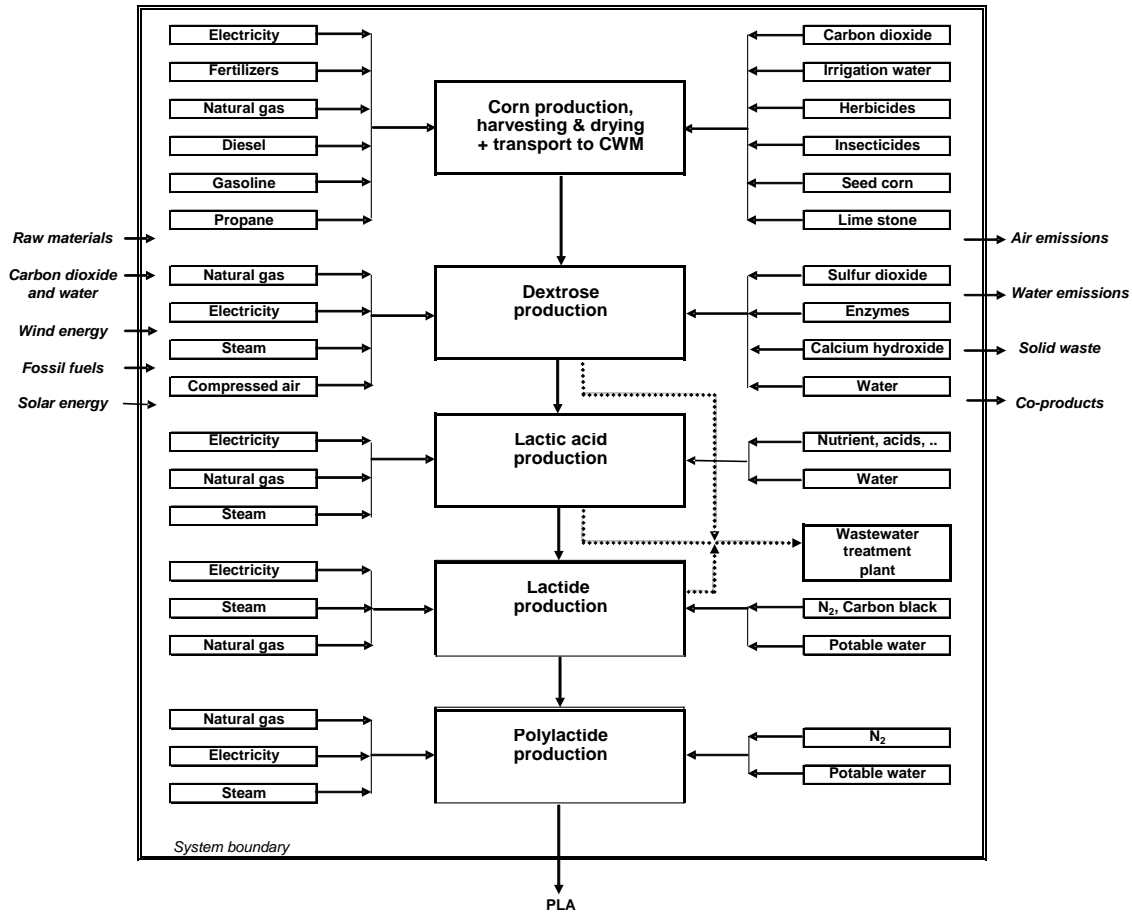 Electricity
Fertilizers
Natural gas
Diesel
Gasoline
Propane
Corn production,
harvesting & drying
+ transport to CWM
Carbon dioxide
Irrigation water
Herbicides
Insecticides
Seed corn
Lime stone
Raw materials
Carbon dioxide
and water
Wind energy
Fossil fuels
Solar energy
Air emissions
Water emissions
Solid waste
Co-products
Natural gas
Electricity
Steam
Compressed air
Dextrose
production
Sulfur dioxide
Enzymes
Calcium hydroxide
Water
Electricity
Natural gas
Steam
Lactic acid
production
Nutrient, acids, ..
Water
Wastewater
treatment
plant
Electricity
Steam
Natural gas
Lactide
production
N₂, Carbon black
Potable water
Natural gas
Electricity
Steam
Polylactide
production
N₂
Potable water
System boundary
PLA